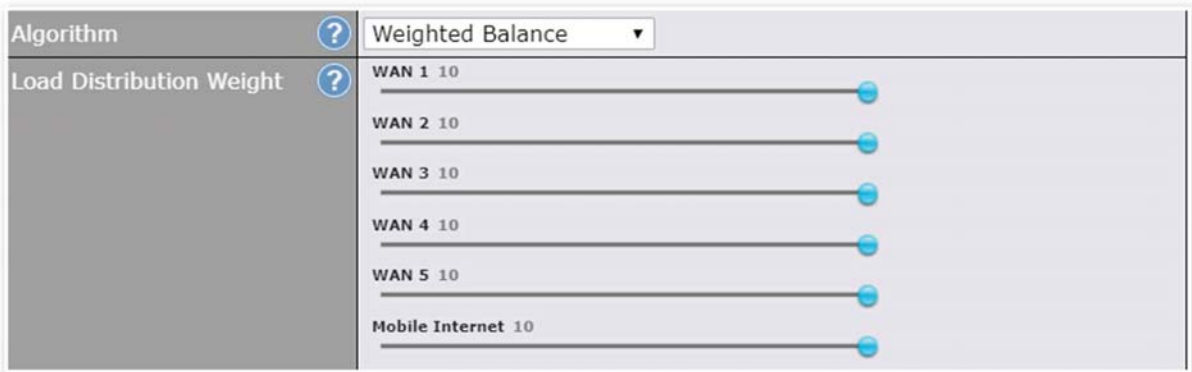 Algorithm ? Weighted Balance ▼
Load Distribution Weight ? WAN 1 10
WAN 2 10
WAN 3 10
WAN 4 10
WAN 5 10
Mobile Internet 10